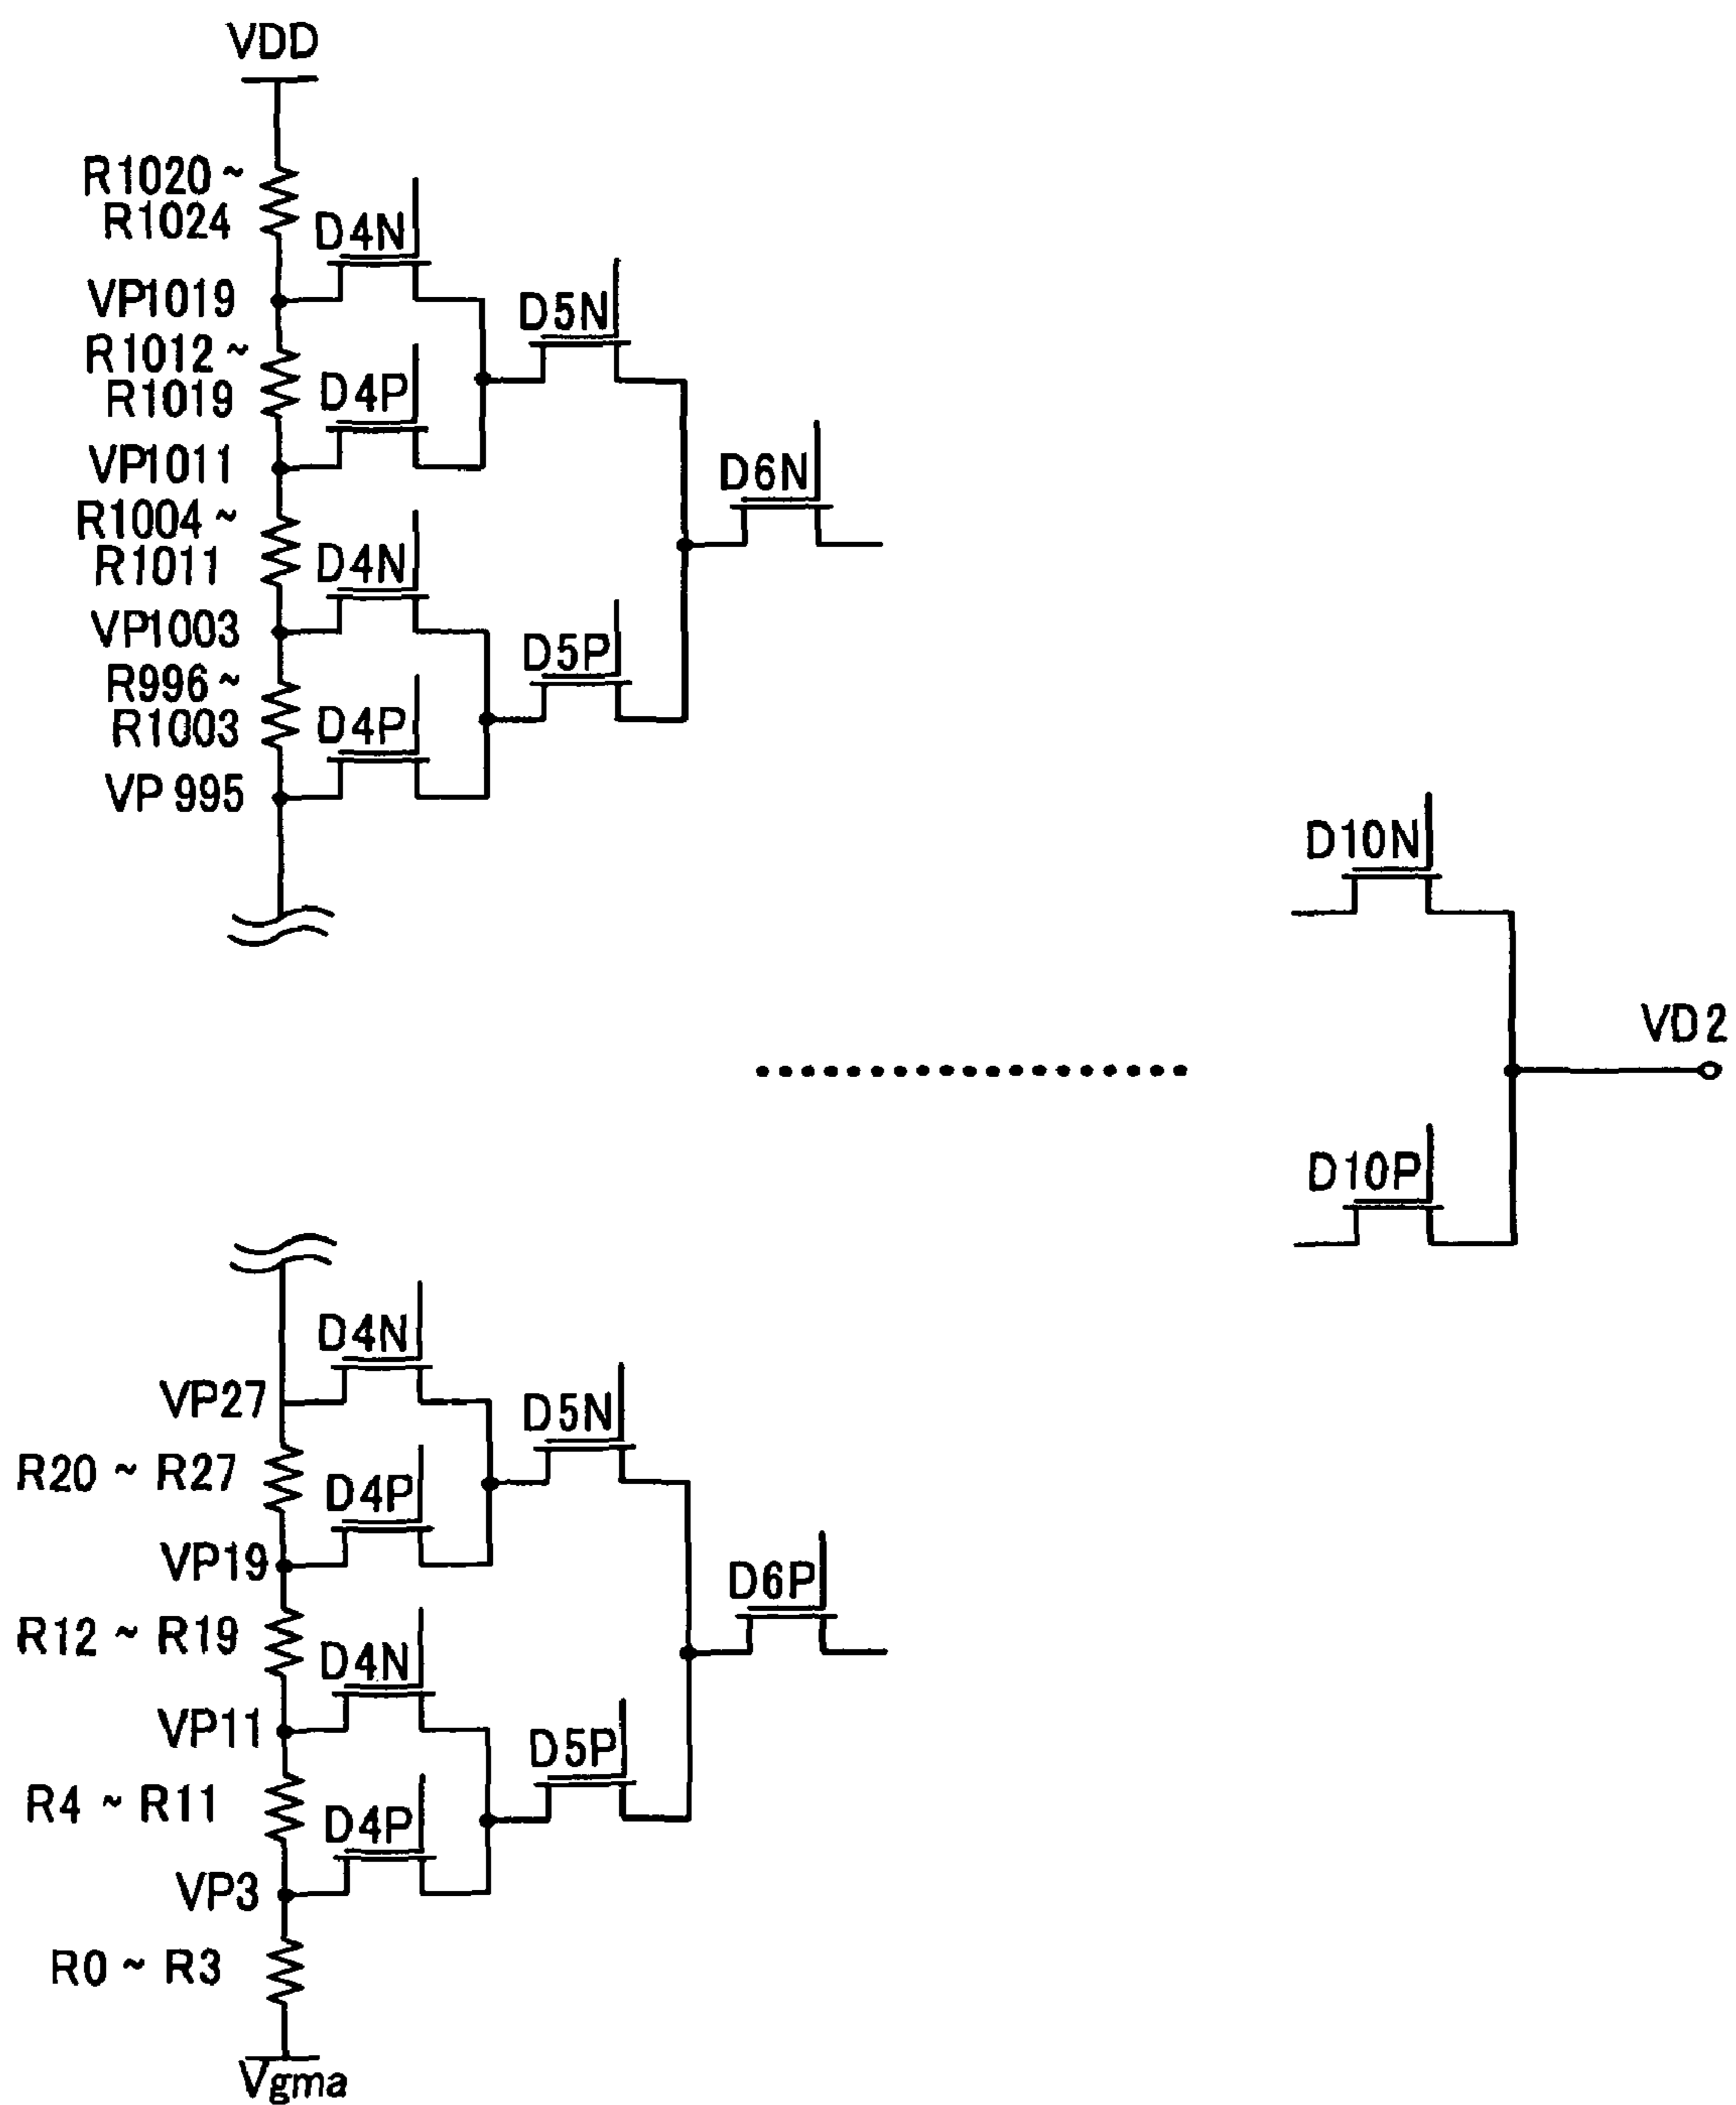 VDD
R1020~
R1024
D4N
VP1019
D5N
R1012~
R1019
D4P
VP1011
D6N
R1004~
R1011
D4N
VP1003
D5P
R996~
R1003
D4P
VP995
D10N
VD2
D10P
D4N
VP27
D5N
R20 ~ R27
D4P
VP19
D6P
R12 ~ R19
D4N
VP11
D5P
R4 ~ R11
D4P
VP3
R0 ~ R3
Vgma